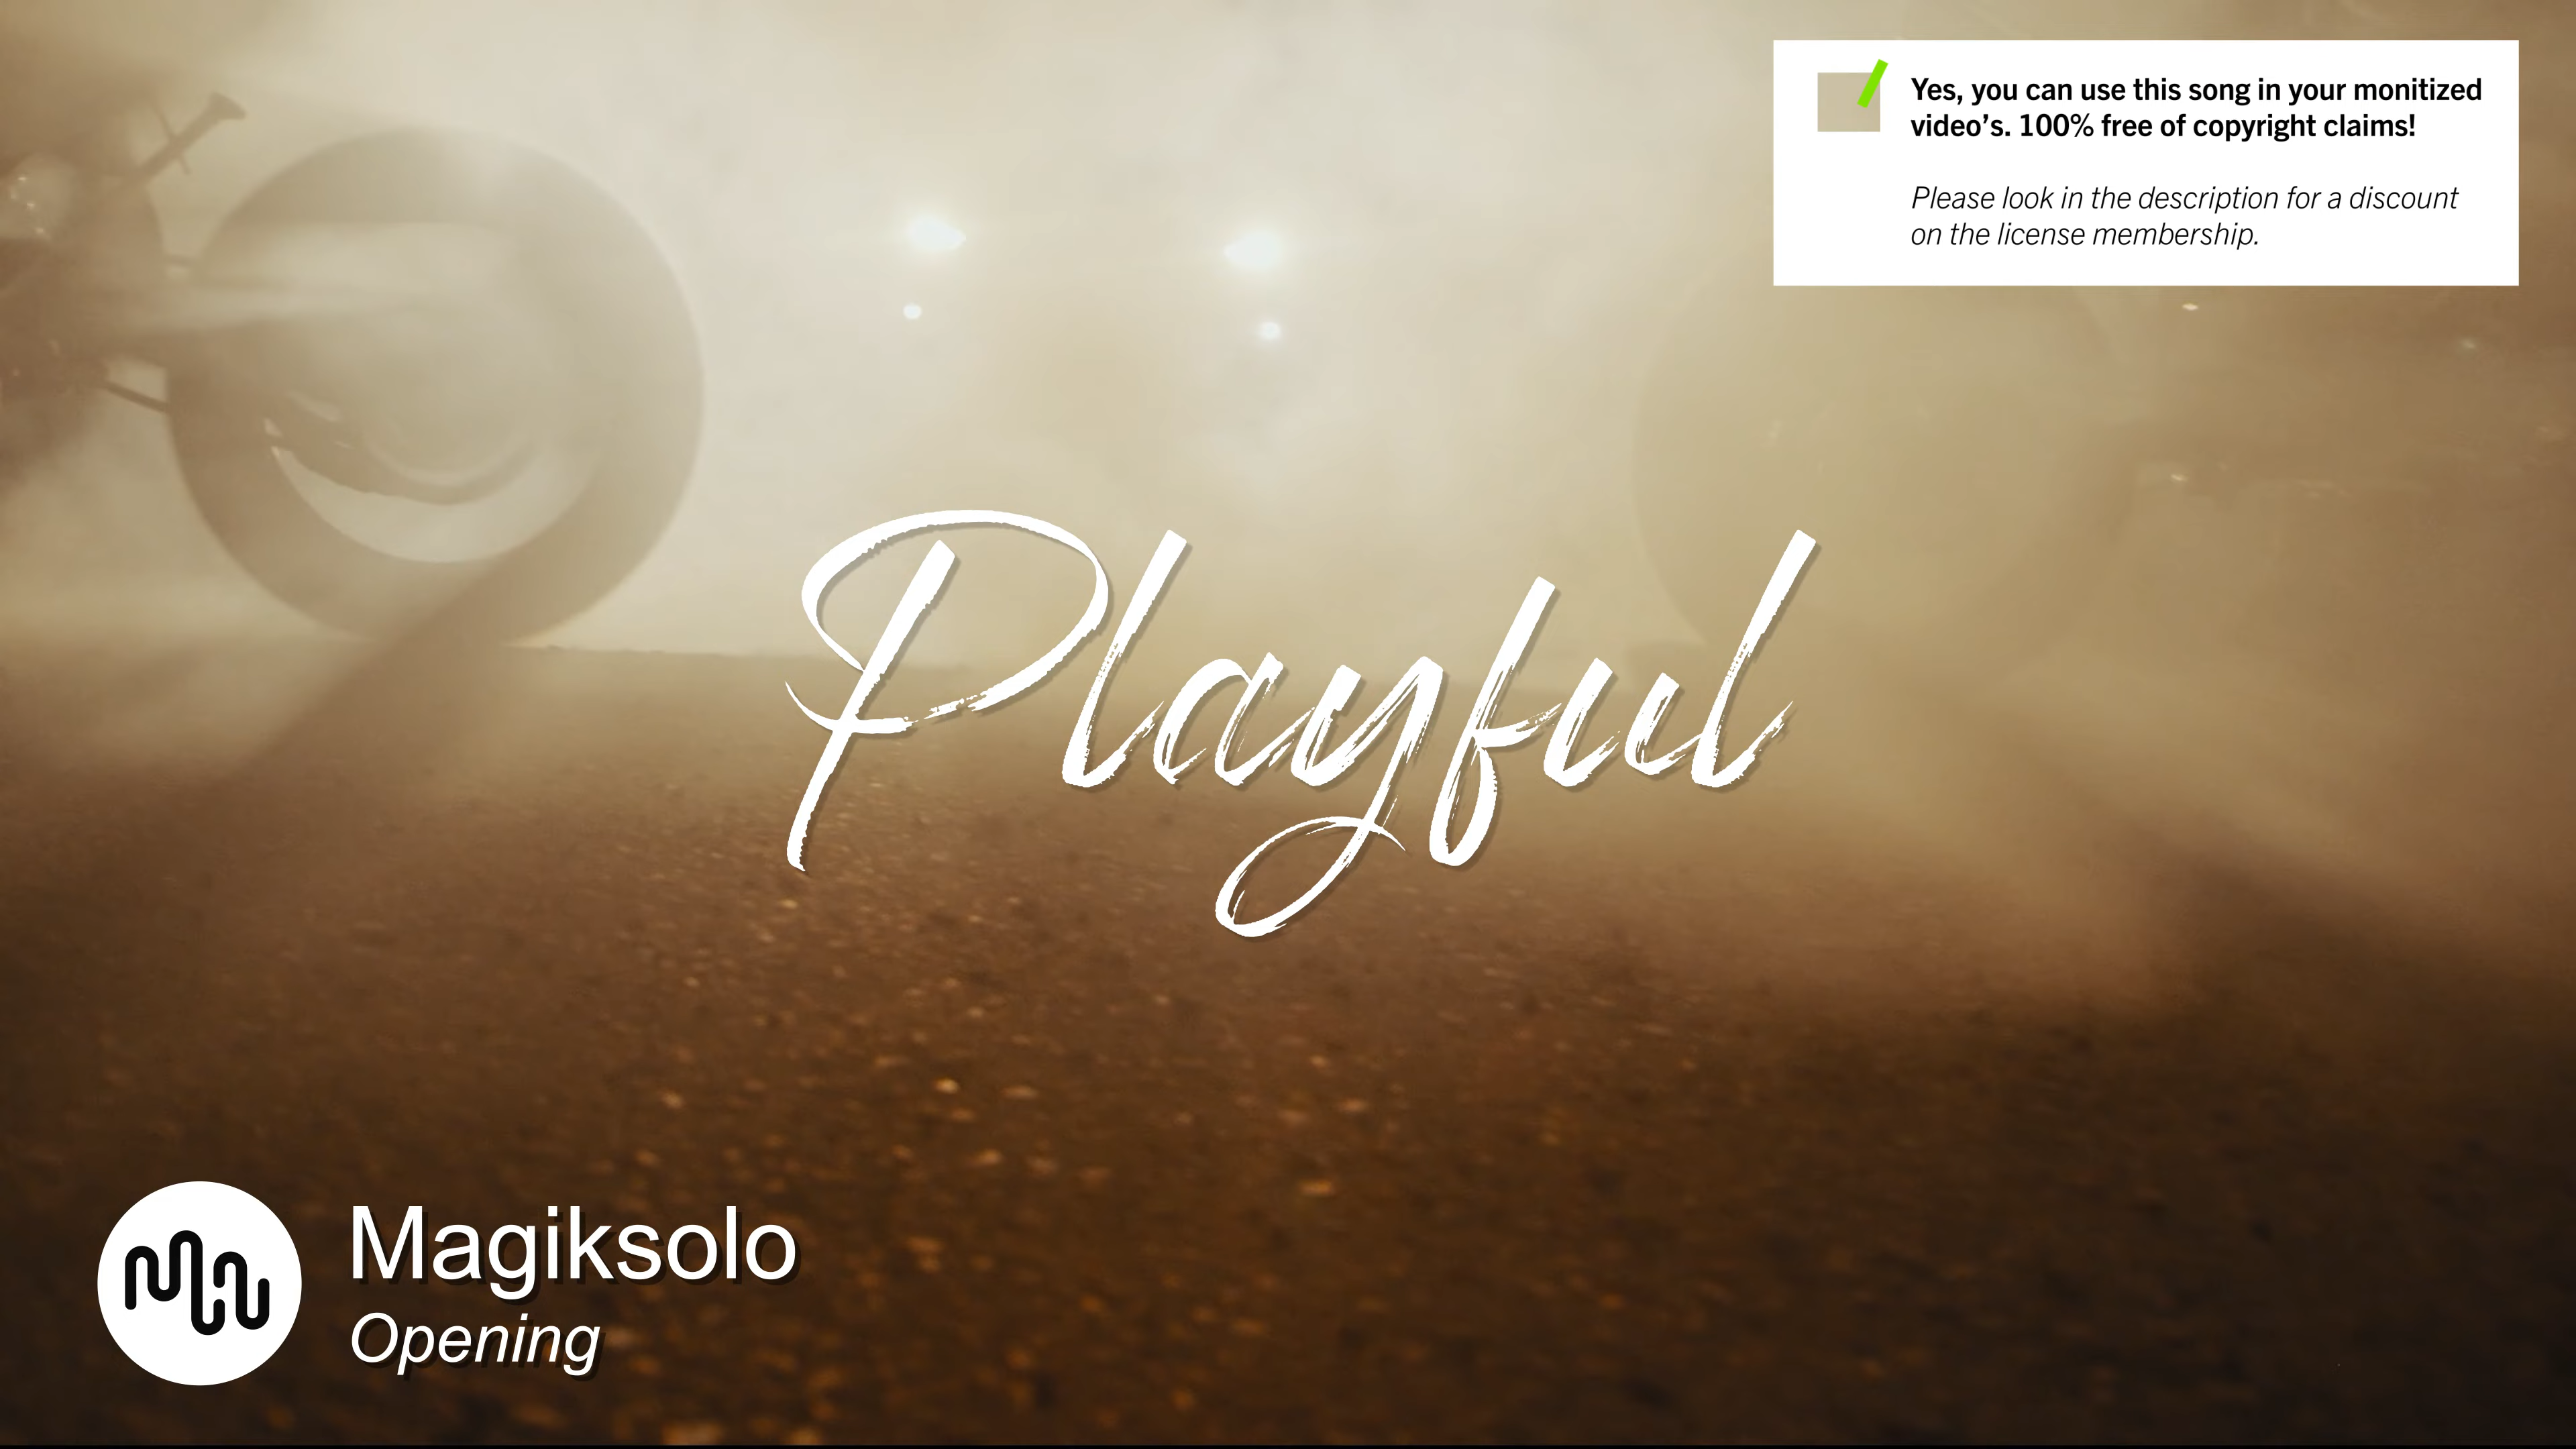 Yes, you can use this song in your monitized
video's. 100% free of copyright claims!
Please look in the description for a discount
on the license membership.
Playful
Magiksolo
Opening